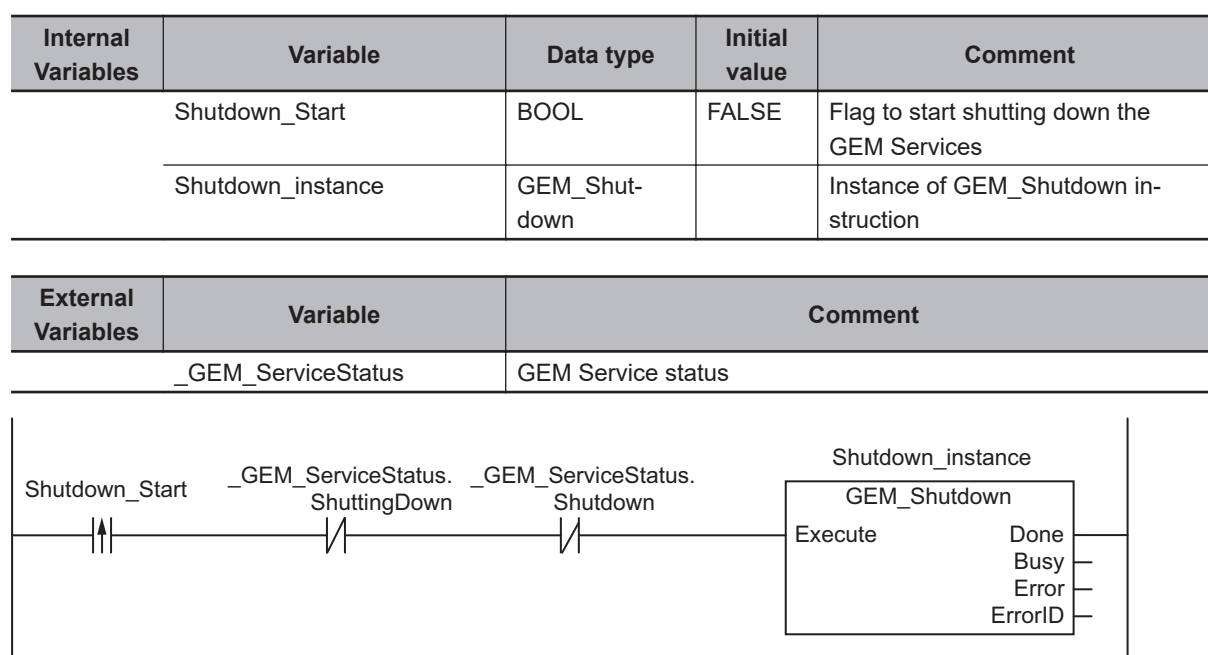 Internal Variables Variable Data type Initial value Comment
Shutdown_Start BOOL FALSE Flag to start shutting down the GEM Services
Shutdown_instance GEM_Shut-down Instance of GEM_Shutdown in-struction
External Variables Variable Comment
_GEM_ServiceStatus GEM Service status
Shutdown_Start
_GEM_ServiceStatus.
ShuttingDown
_GEM_ServiceStatus.
Shutdown
Shutdown_instance
GEM_Shutdown
Execute Done
Busy
Error
ErrorID